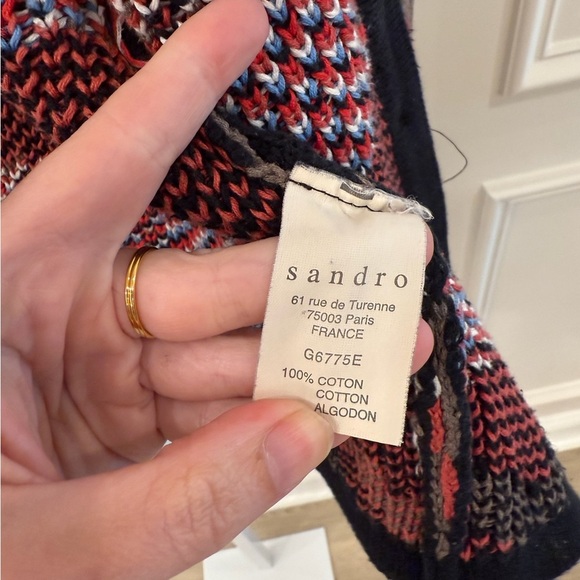 sandro
61 rue de Turenne
75003 Paris
FRANCE
G6775E
100% COTON
COTTON
ALGODON